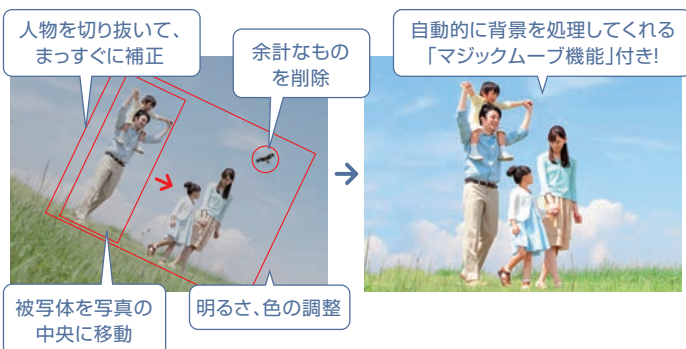 人物を切り抜いて、
まっすぐに補正
余計なもの
を削除
自動的に背景を処理してくれる
「マジックムーブ機能」付き!
被写体を写真の
中央に移動
明るさ、色の調整